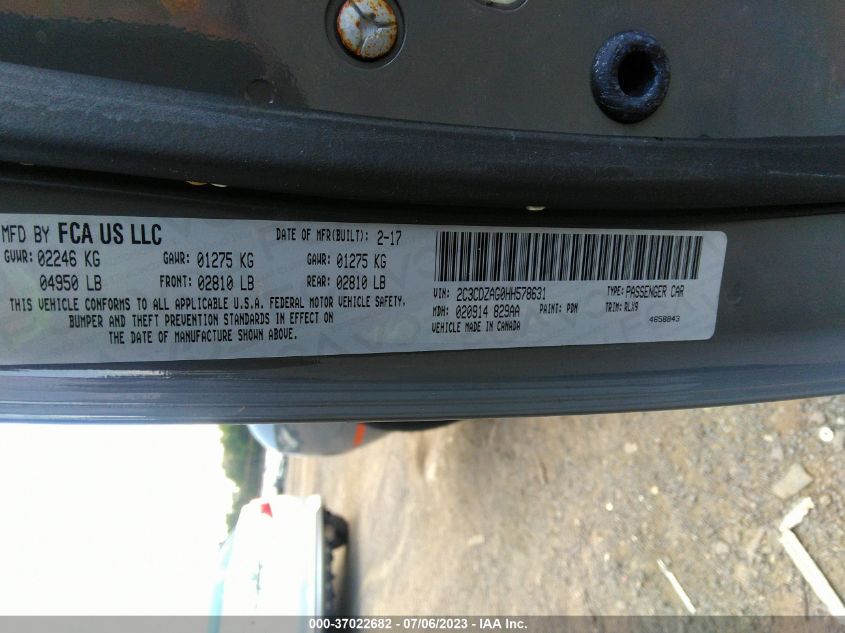 MFD BY FCA US LLC DATE OF MFR(BUILT): 2-17
GVWR: 02246 KG GAWR: 01275 KG GAWR: 01275 KG
04950 LB FRONT: 02810 LB REAR: 02810 LB
THIS VEHICLE CONFORMS TO ALL APPLICABLE U.S.A. FEDERAL MOTOR VEHICLE SAFETY,
BUMPER AND THEFT PREVENTION STANDARDS IN EFFECT ON
THE DATE OF MANUFACTURE SHOWN ABOVE.
VIN: 2C3CDZAG0HH578631 TYPE: PASSENGER CAR
MDH: 020914 829AA PAINT: PDN TRIM: RLX9
VEHICLE MADE IN CANADA 4658843
000-37022682 - 07/06/2023 - IAA Inc.